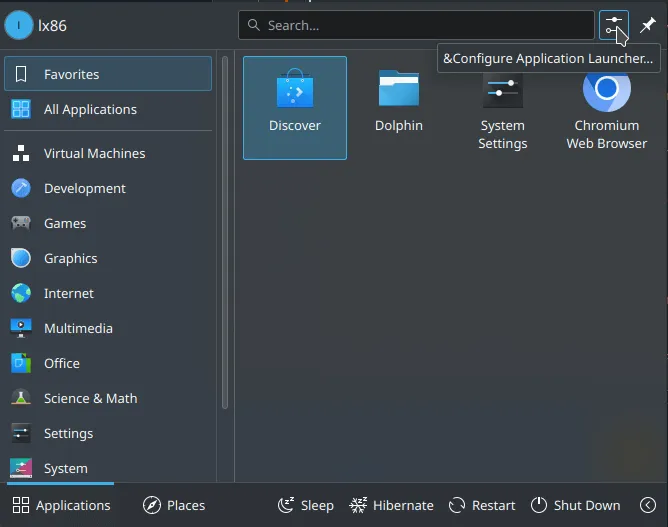 I
lx86
Search...
&Configure Application Launcher...
Favorites
All Applications
Virtual Machines
Development
Games
Graphics
Internet
Multimedia
Office
Science & Math
Settings
System
Discover
Dolphin
System
Settings
Chromium
Web Browser
Applications
Places
Sleep
Hibernate
Restart
Shut Down